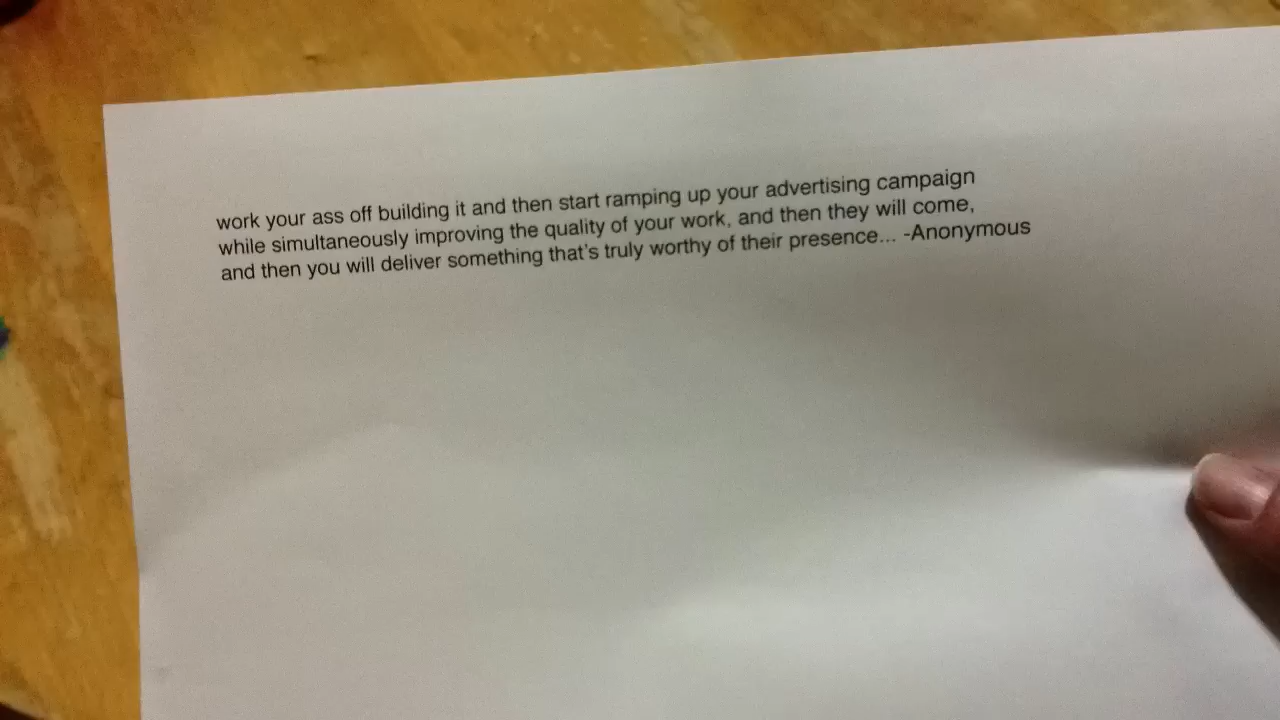 work your ass off building it and then start ramping up your advertising campaign
while simultaneously improving the quality of your work, and then they will come,
and then you will deliver something that's truly worthy of their presence... -Anonymous